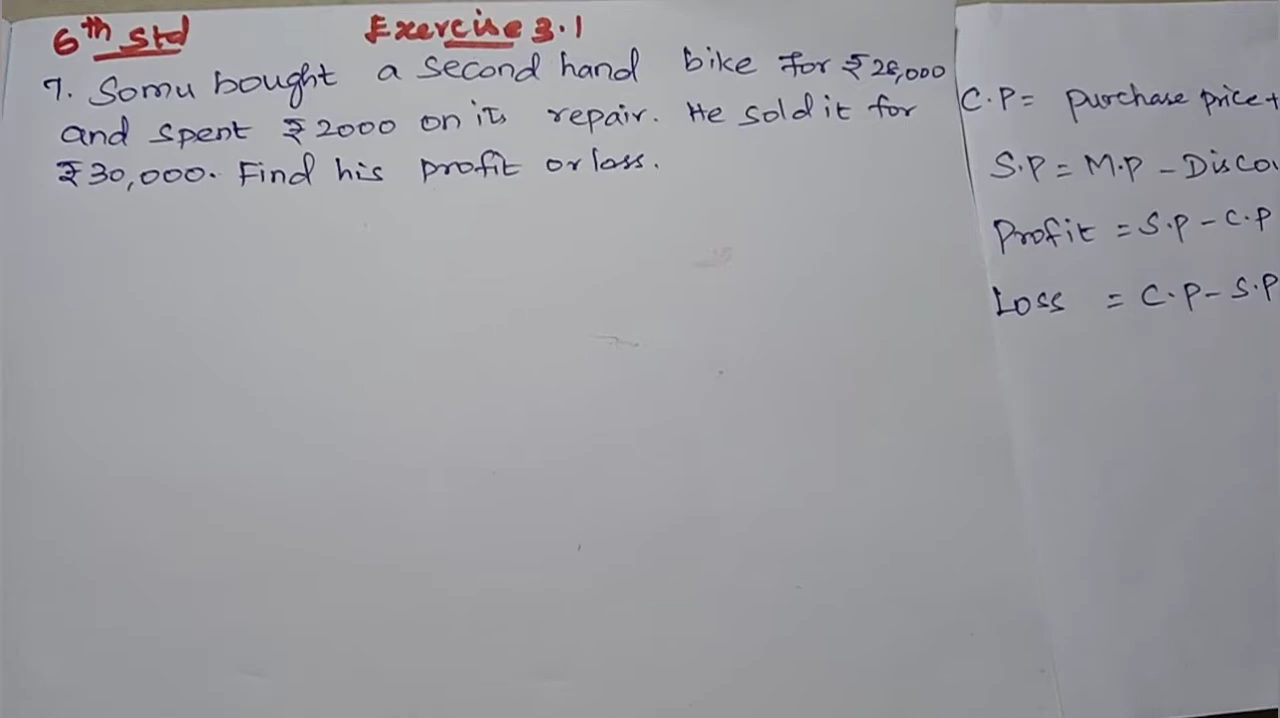 6th Std Exercise 3.1
7. Somu bought a second hand bike for ₹28,000
and spent ₹2000 on its repair. He sold it for
₹30,000. Find his profit or loss.
C.P = purchase price +
S.P = M.P - Disco
Profit = S.P - C.P
Loss = C.P - S.P